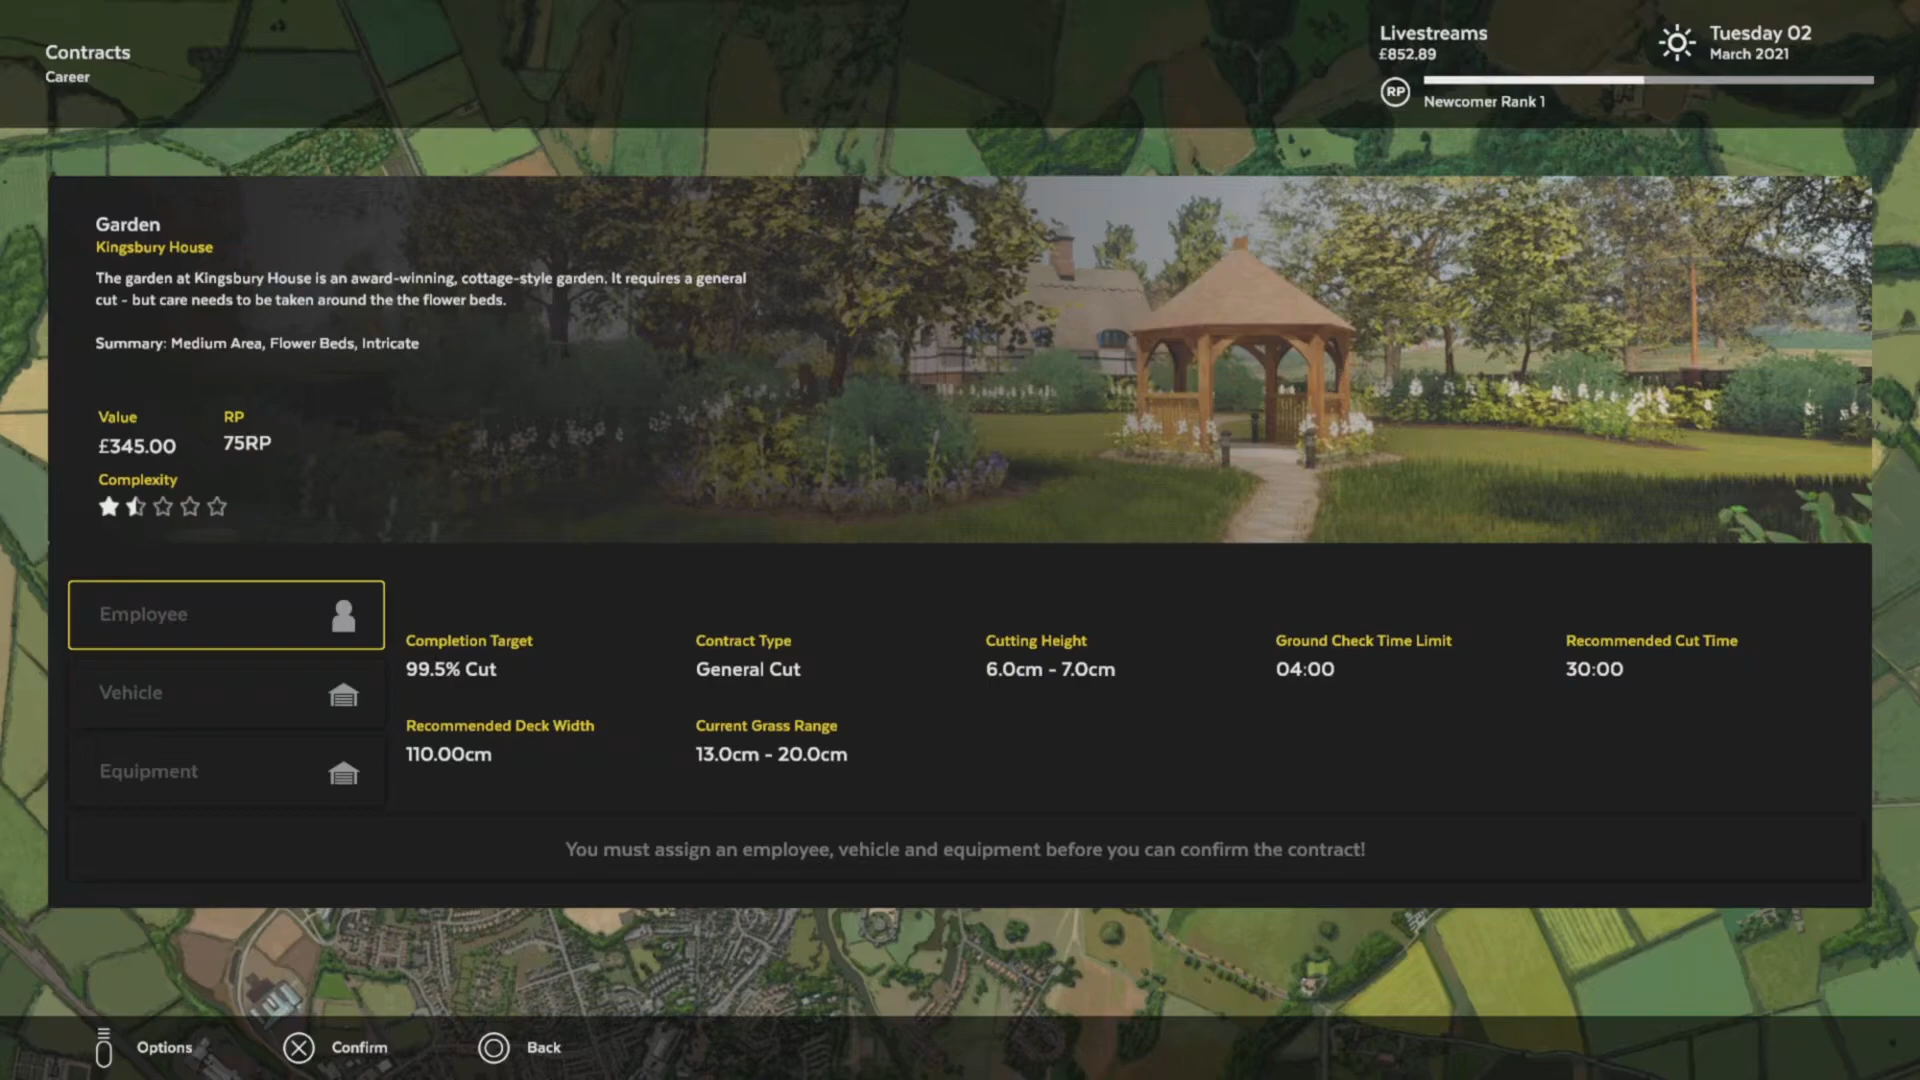 Contracts
Career
Livestreams
£852.89
Tuesday 02
March 2021
RP
Newcomer Rank 1
Garden
Kingsbury House
The garden at Kingsbury House is an award-winning, cottage-style garden. It requires a general
cut - but care needs to be taken around the the flower beds.
Summary: Medium Area, Flower Beds, Intricate
Value
RP
£345.00
75RP
Complexity
Employee
Vehicle
Equipment
Completion Target
99.5% Cut
Contract Type
General Cut
Cutting Height
6.0cm - 7.0cm
Ground Check Time Limit
04:00
Recommended Cut Time
30:00
Recommended Deck Width
110.00cm
Current Grass Range
13.0cm - 20.0cm
You must assign an employee, vehicle and equipment before you can confirm the contract!
Options
Confirm
Back